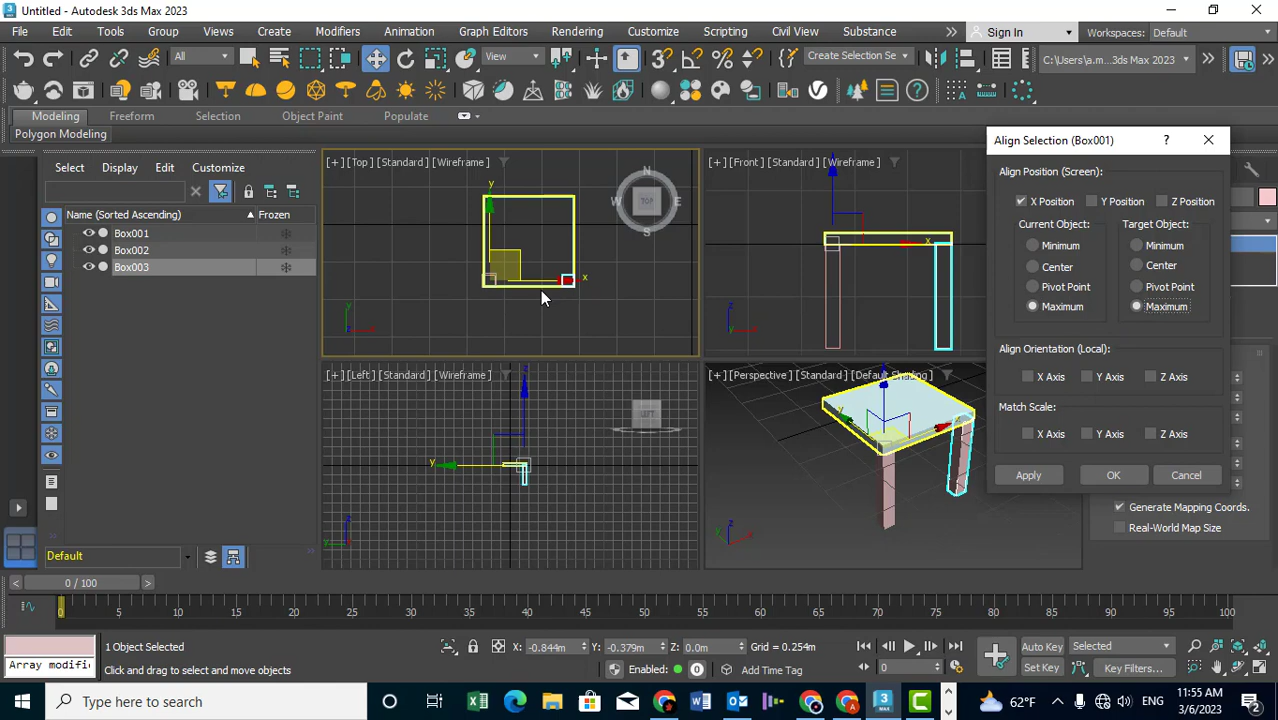 Untitled - Autodesk 3ds Max 2023
File Edit Tools Group Views Create Modifiers Animation Graph Editors Rendering Customize Scripting Civil View Substance Sign In Workspaces: Default
All View Create Selection Se C:\Users\a.m... 3ds Max 2023
Modeling Freeform Selection Object Paint Populate
Polygon Modeling
Select Display Edit Customize
Name (Sorted Ascending) Frozen
Box001
Box002
Box003
Default
[+] [Top] [Standard] [Wireframe]
N
W TOP E
S
y
x
y
[+] [Front] [Standard] [Wireframe]
x
z
y
[+] [Left] [Standard] [Wireframe]
LEFT
y
z
y
[+] [Perspective] [Standard] [Default Shading]
y
z
y
Align Selection (Box001) ?
Align Position (Screen):
X Position Y Position Z Position
Current Object: Target Object:
Minimum Minimum
Center Center
Pivot Point Pivot Point
Maximum Maximum
Align Orientation (Local):
X Axis Y Axis Z Axis
Match Scale:
X Axis Y Axis Z Axis
Apply OK Cancel
Generate Mapping Coords.
Real-World Map Size
< 0 / 100 >
0 5 10 15 20 25 30 35 40 45 50 55 60 65 70 75 80 85 90 95 100
1 Object Selected X: -0.844m Y: -0.379m Z: 0.0m Grid = 0.254m Auto Key Selected
Array modifi Click and drag to select and move objects Enabled: 0 Add Time Tag 0 Set Key Key Filters...
Type here to search 62°F ENG 11:55 AM
3/6/2023